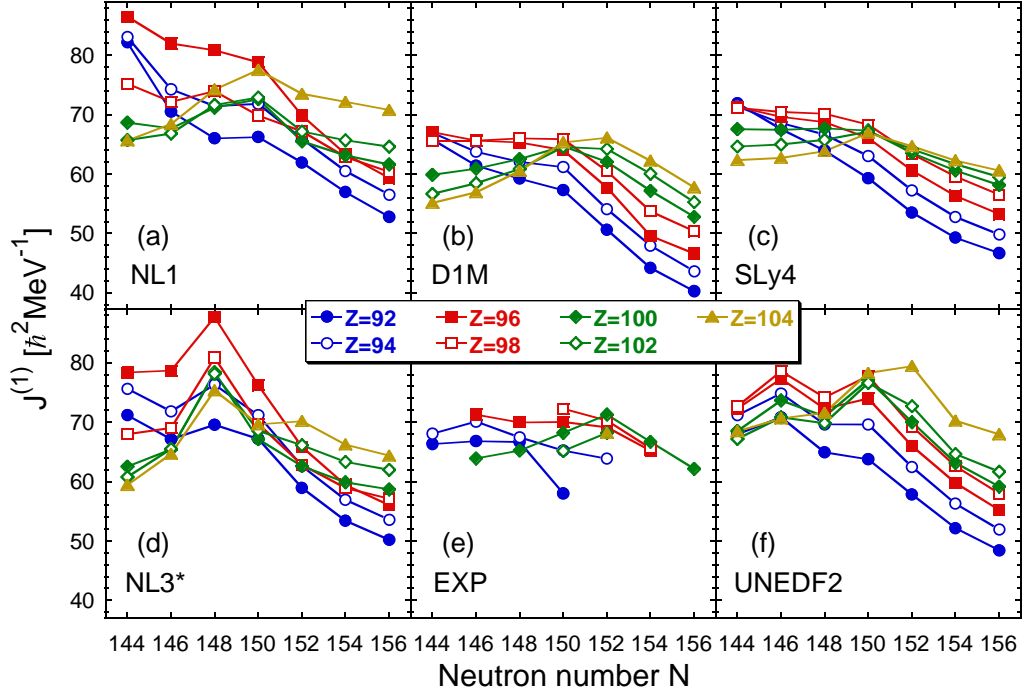 80
70
60
50
40
(a)
NL1
(b)
D1M
(c)
SLy4
J(1) [ℏ2MeV-1]
Z=92 Z=96 Z=100 Z=104
Z=94 Z=98 Z=102
80
70
60
50
40
(d)
NL3*
(e)
EXP
(f)
UNEDF2
144 146 148 150 152 154 156 144 146 148 150 152 154 156 144 146 148 150 152 154 156
Neutron number N